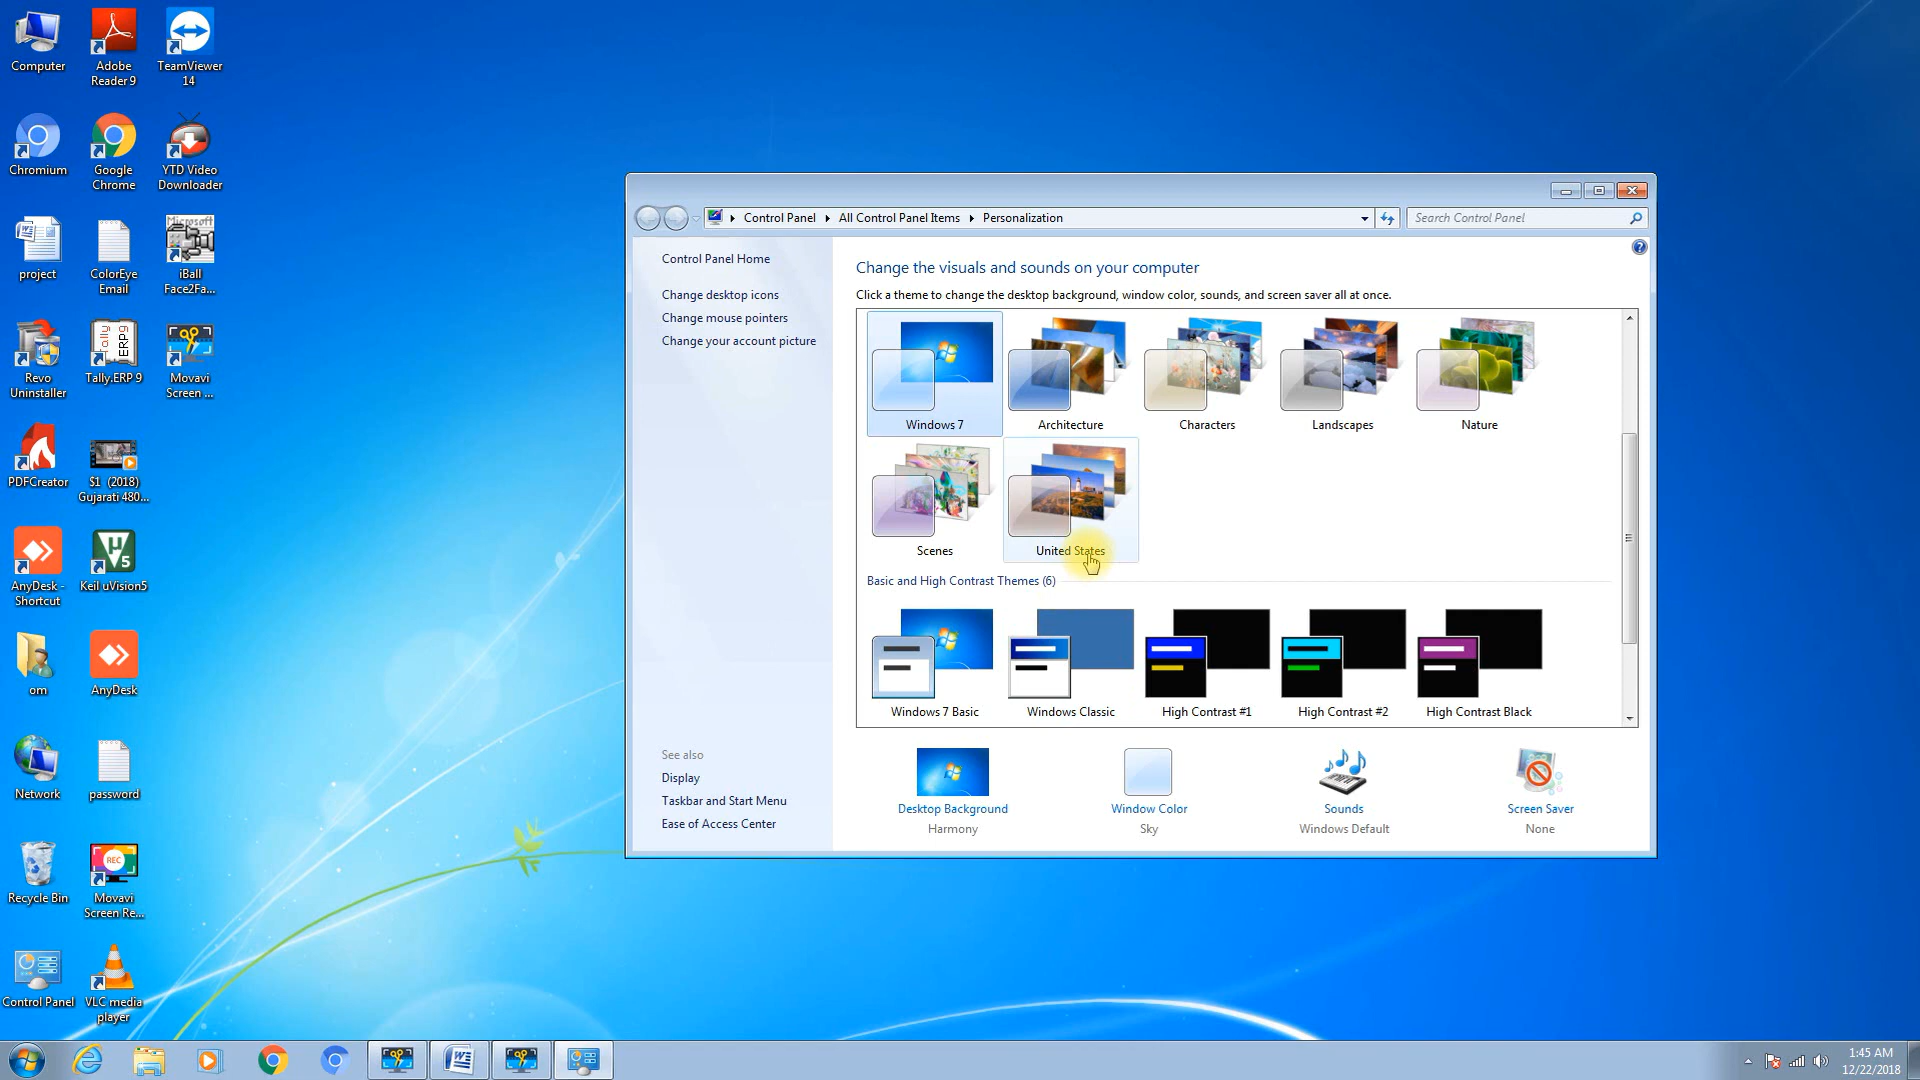 Computer
Adobe
Reader 9
TeamViewer
14
Chromium
Google
Chrome
YTD Video
Downloader
project
ColorEye
Email
Microsoft
iBall
Face2Fa...
Revo
Uninstaller
Tally.ERP 9
Movavi
Screen ...
PDFCreator
$1 (2018)
Gujarati 480...
AnyDesk -
Shortcut
Keil uVision5
om
AnyDesk
Network
password
Recycle Bin
REC
Movavi
Screen Re...
Control Panel
VLC media
player
Control Panel
All Control Panel Items
Personalization
Search Control Panel
Control Panel Home
Change desktop icons
Change mouse pointers
Change your account picture
See also
Display
Taskbar and Start Menu
Ease of Access Center
Change the visuals and sounds on your computer
Click a theme to change the desktop background, window color, sounds, and screen saver all at once.
Windows 7
Architecture
Characters
Landscapes
Nature
Scenes
United States
Basic and High Contrast Themes (6)
Windows 7 Basic
Windows Classic
High Contrast #1
High Contrast #2
High Contrast Black
Desktop Background
Harmony
Window Color
Sky
Sounds
Windows Default
Screen Saver
None
1:45 AM
12/22/2018